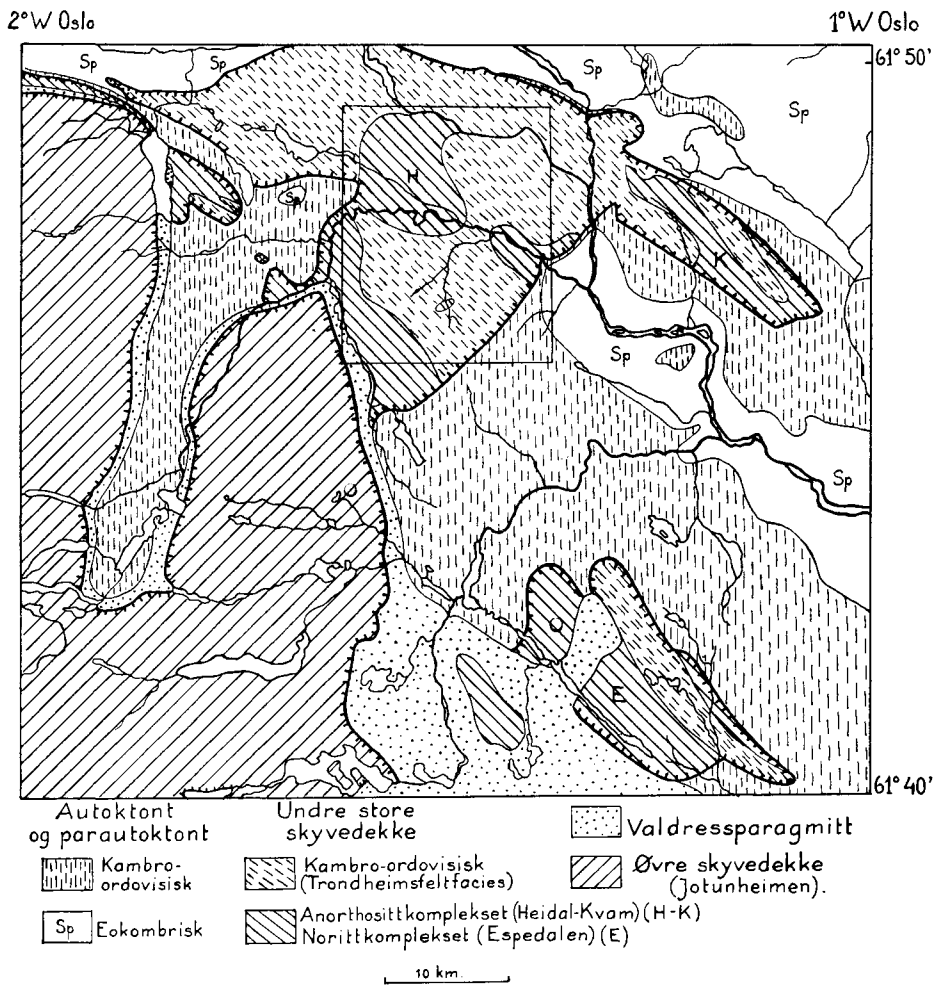 2°W Oslo
1°W Oslo
61°50'
Sp
Sp
Sp
Sp
H
Sp
K
Sp
Sp
E
61°40'
Autoktont
og parautoktont
Kambro-
ordovisisk
Sp Eokombrisk
Undre store
skyvedekke
Kambro-ordovisisk
(Trondheimsfeltfacies)
Anorthosittkomplekset (Heidal-Kvam) (H-K)
Norittkomplekset (Espedalen) (E)
Valdressparagmitt
Øvre skyvedekke
(Jotunheimen).
10 km.